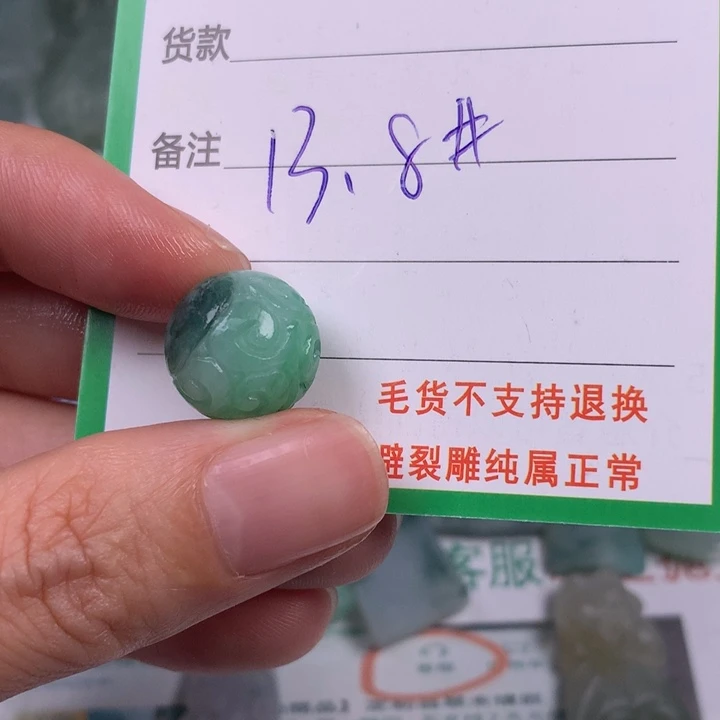 货款
备注 13.8#
毛货不支持退换
避裂雕纯属正常
客服